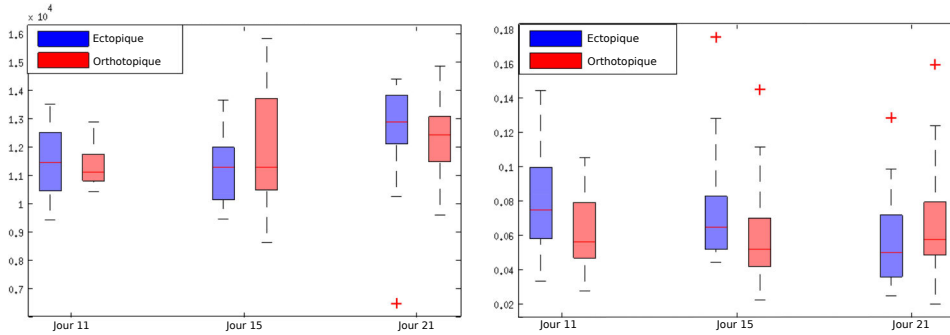 x 10⁴
Ectopique
Orthotopique
1.6
1.5
1.4
1.3
1.2
1.1
1
0.9
0.8
0.7
Jour 11
Jour 15
Jour 21
Ectopique
Orthotopique
0,18
0,16
0,14
0,12
0,1
0,08
0,06
0,04
0,02
Jour 11
Jour 15
Jour 21